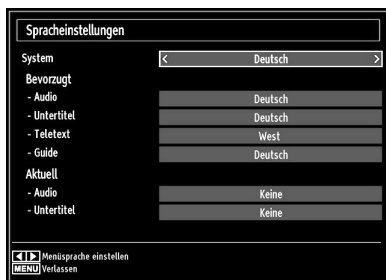 Spracheinstellungen
System < Deutsch >
Bevorzugt
- Audio Deutsch
- Untertitel Deutsch
- Teletext West
- Guide Deutsch
Aktuell
- Audio Keine
- Untertitel Keine
Menüsprache einstellen
MENU Verlassen